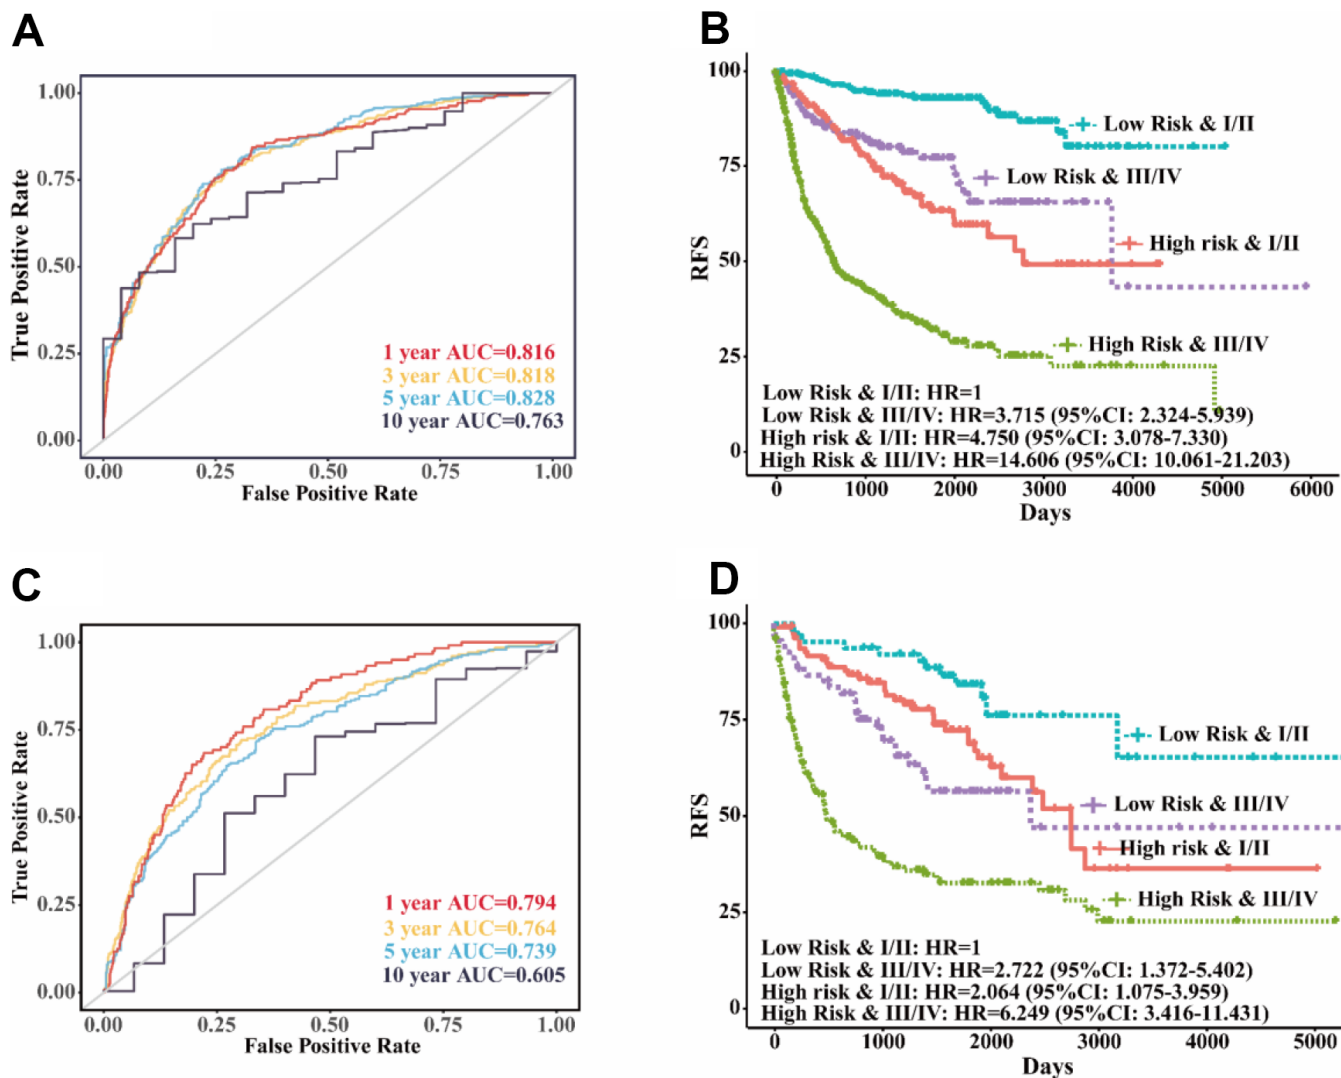 A
1.00
0.75
0.50
0.25
0.00
True Positive Rate
1 year AUC=0.816
3 year AUC=0.818
5 year AUC=0.828
10 year AUC=0.763
0.00 0.25 0.50 0.75 1.00
False Positive Rate
B
100
75
50
25
0
RFS
Low Risk & I/II
Low Risk & III/IV
High risk & I/II
High Risk & III/IV
Low Risk & I/II: HR=1
Low Risk & III/IV: HR=3.715 (95%CI: 2.324-5.939)
High risk & I/II: HR=4.750 (95%CI: 3.078-7.330)
High Risk & III/IV: HR=14.606 (95%CI: 10.061-21.203)
0 1000 2000 3000 4000 5000 6000
Days
C
1.00
0.75
0.50
0.25
0.00
True Positive Rate
1 year AUC=0.794
3 year AUC=0.764
5 year AUC=0.739
10 year AUC=0.605
0.00 0.25 0.50 0.75 1.00
False Positive Rate
D
100
75
50
25
0
RFS
Low Risk & I/II
Low Risk & III/IV
High risk & I/II
High Risk & III/IV
Low Risk & I/II: HR=1
Low Risk & III/IV: HR=2.722 (95%CI: 1.372-5.402)
High risk & I/II: HR=2.064 (95%CI: 1.075-3.959)
High Risk & III/IV: HR=6.249 (95%CI: 3.416-11.431)
0 1000 2000 3000 4000 5000
Days